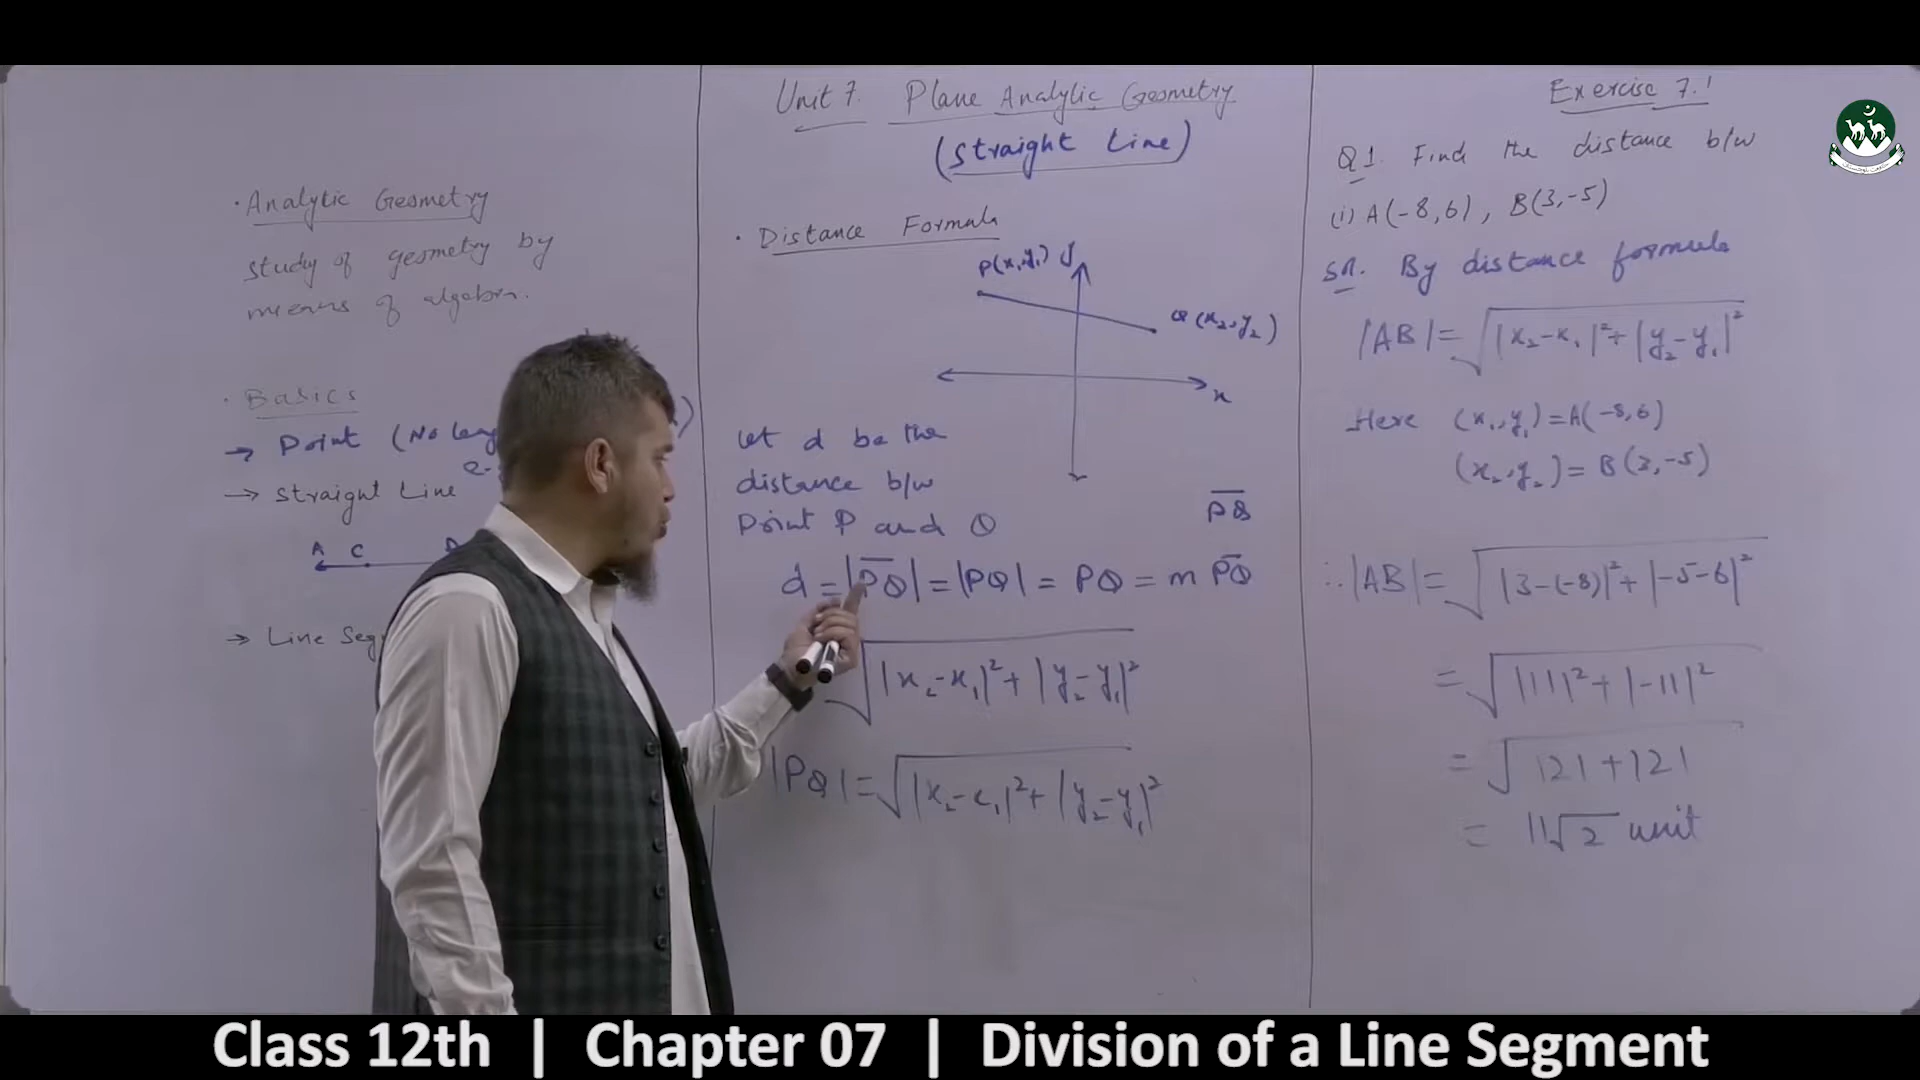 Unit 7. Plane Analytic Geometry
(straight Line)
· Analytic Geometry
study of geometry by
means of algebra.
· Basics
→ Point (No
→ straight Line
A C
→ Line Seg
· Distance Formula
P(x₁,y₁) y
Q(x₂,y₂)
x
Let d be the
distance b/w
Point P and Q
P̅Q̅
d = |P̅Q̅| = |PQ| = PQ = m P̅Q̅
√|x₂-x₁|²+|y₂-y₁|²
|PQ| = √|x₂-x₁|²+|y₂-y₁|²
Exercise 7.1
Q1. Find the distance b/w
(i) A(-8,6), B(3,-5)
Sol. By distance formula
|AB| = √|x₂-x₁|²+|y₂-y₁|²
Here (x₁,y₁) = A(-8,6)
(x₂,y₂) = B(3,-5)
∴ |AB| = √|3-(-8)|²+|-5-6|²
= √|11|²+|-11|²
= √121+121
= 11√2 unit
Class 12th | Chapter 07 | Division of a Line Segment